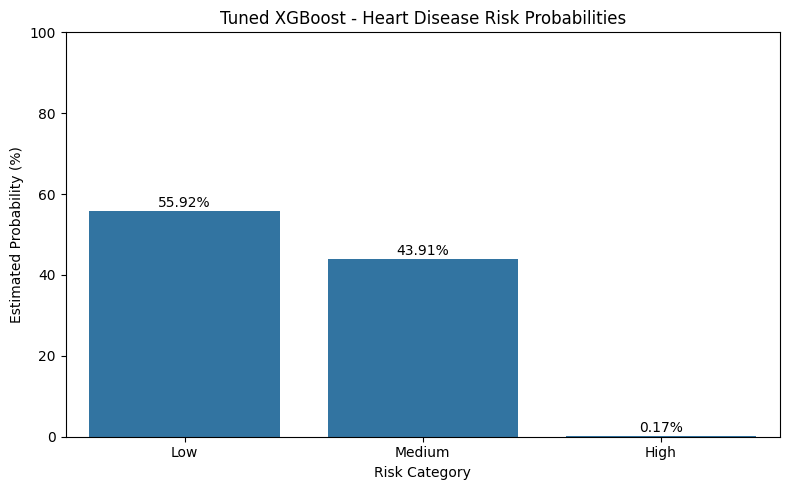 Tuned XGBoost - Heart Disease Risk Probabilities
Estimated Probability (%)
100
80
60
40
20
0
55.92%
43.91%
0.17%
Low
Medium
High
Risk Category